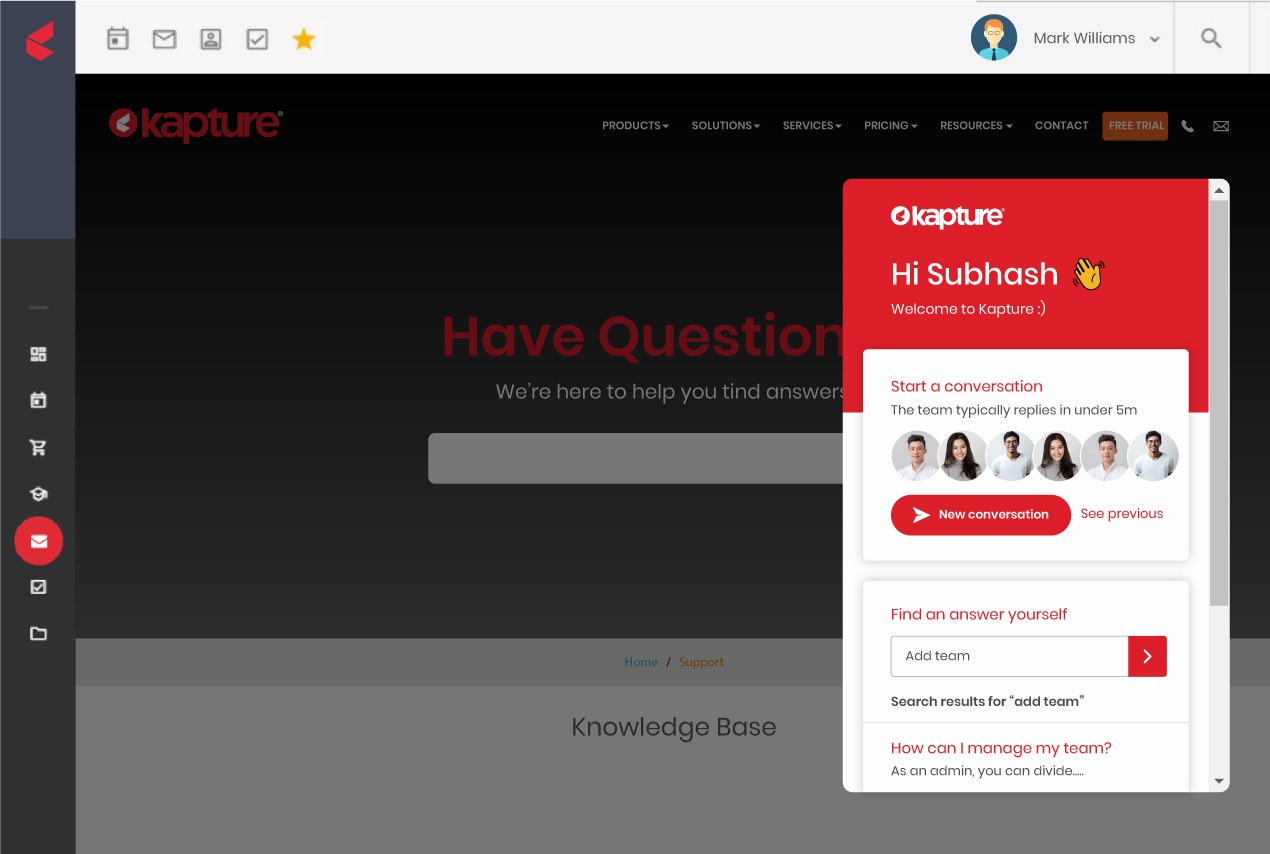 Mark Williams
kapture®
PRODUCTS SOLUTIONS SERVICES PRICING RESOURCES CONTACT FREE TRIAL
Have Question
We're here to help you tind answers
Home / Support
Knowledge Base
kapture
Hi Subhash
Welcome to Kapture :)
Start a conversation
The team typically replies in under 5m
New conversation See previous
Find an answer yourself
Add team
Search results for “add team”
How can I manage my team?
As an admin, you can divide.....